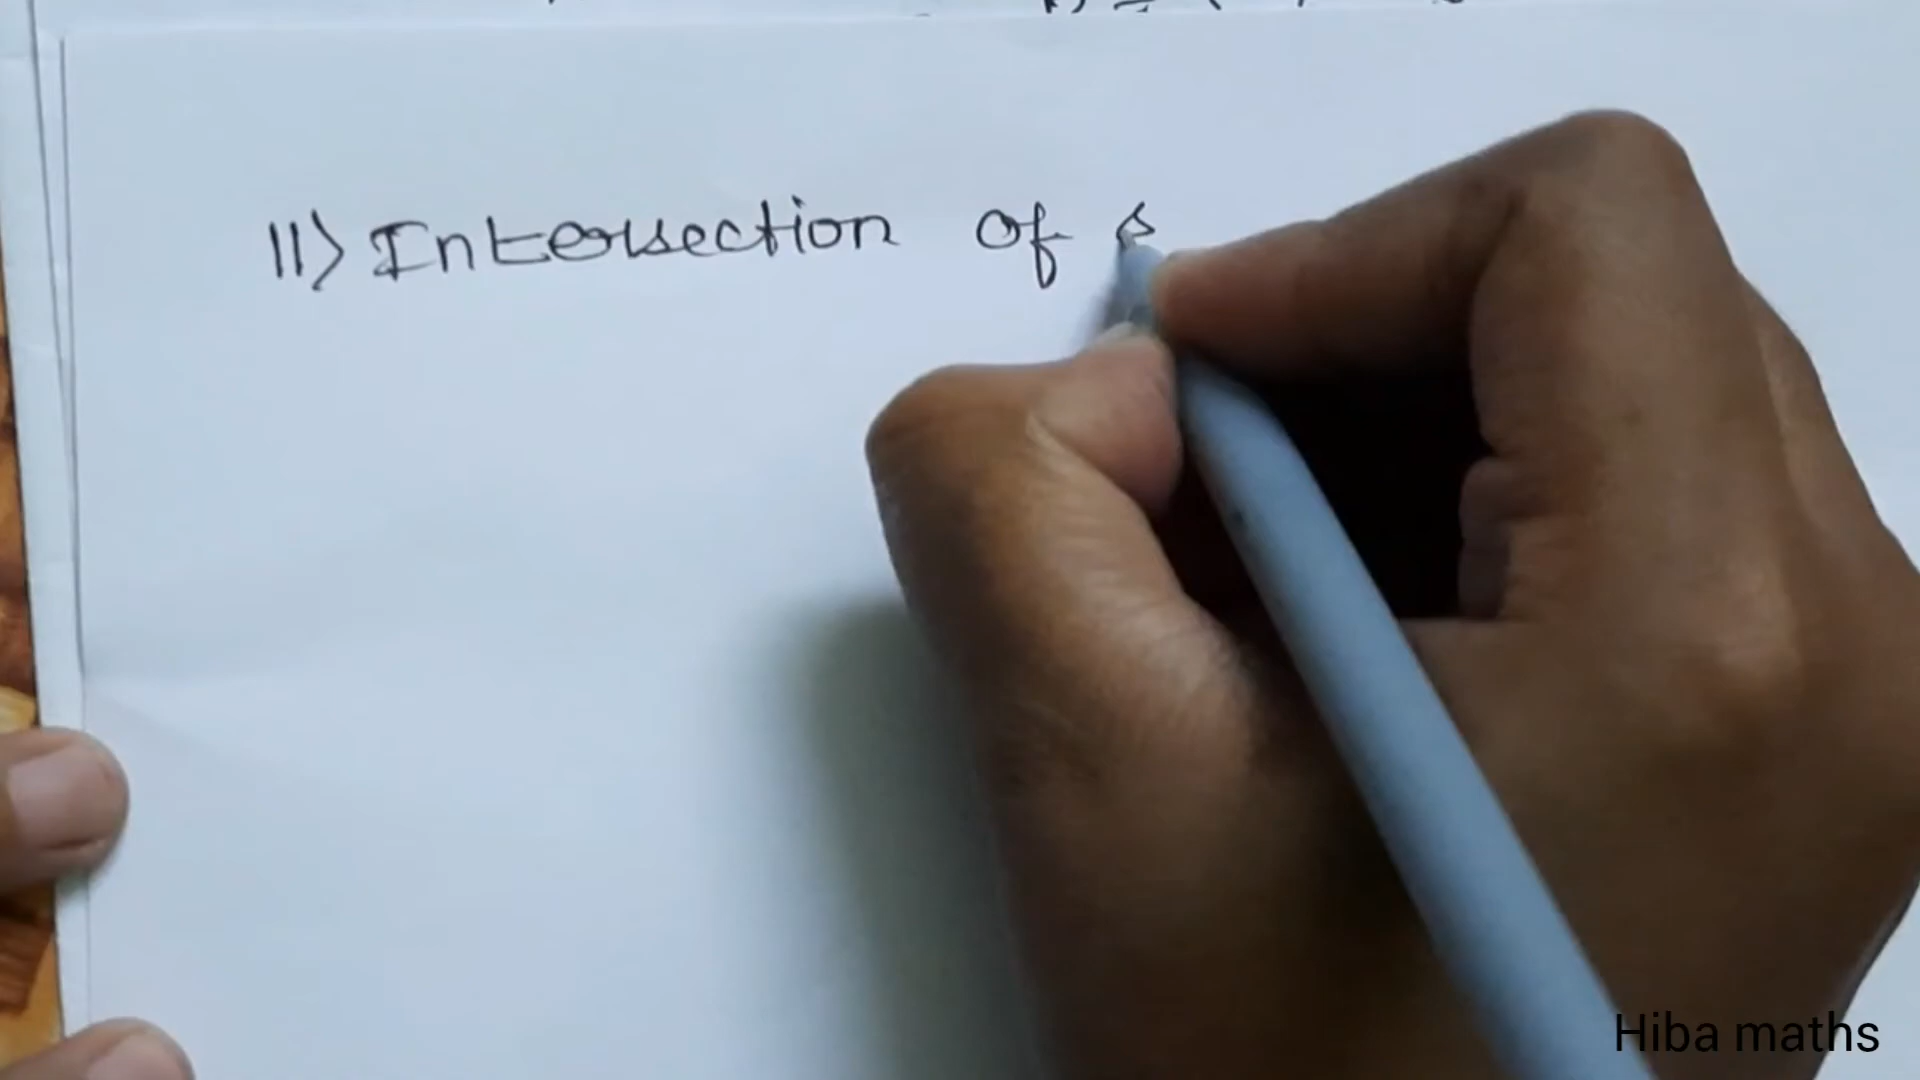 11) Intersection of s
Hiba maths